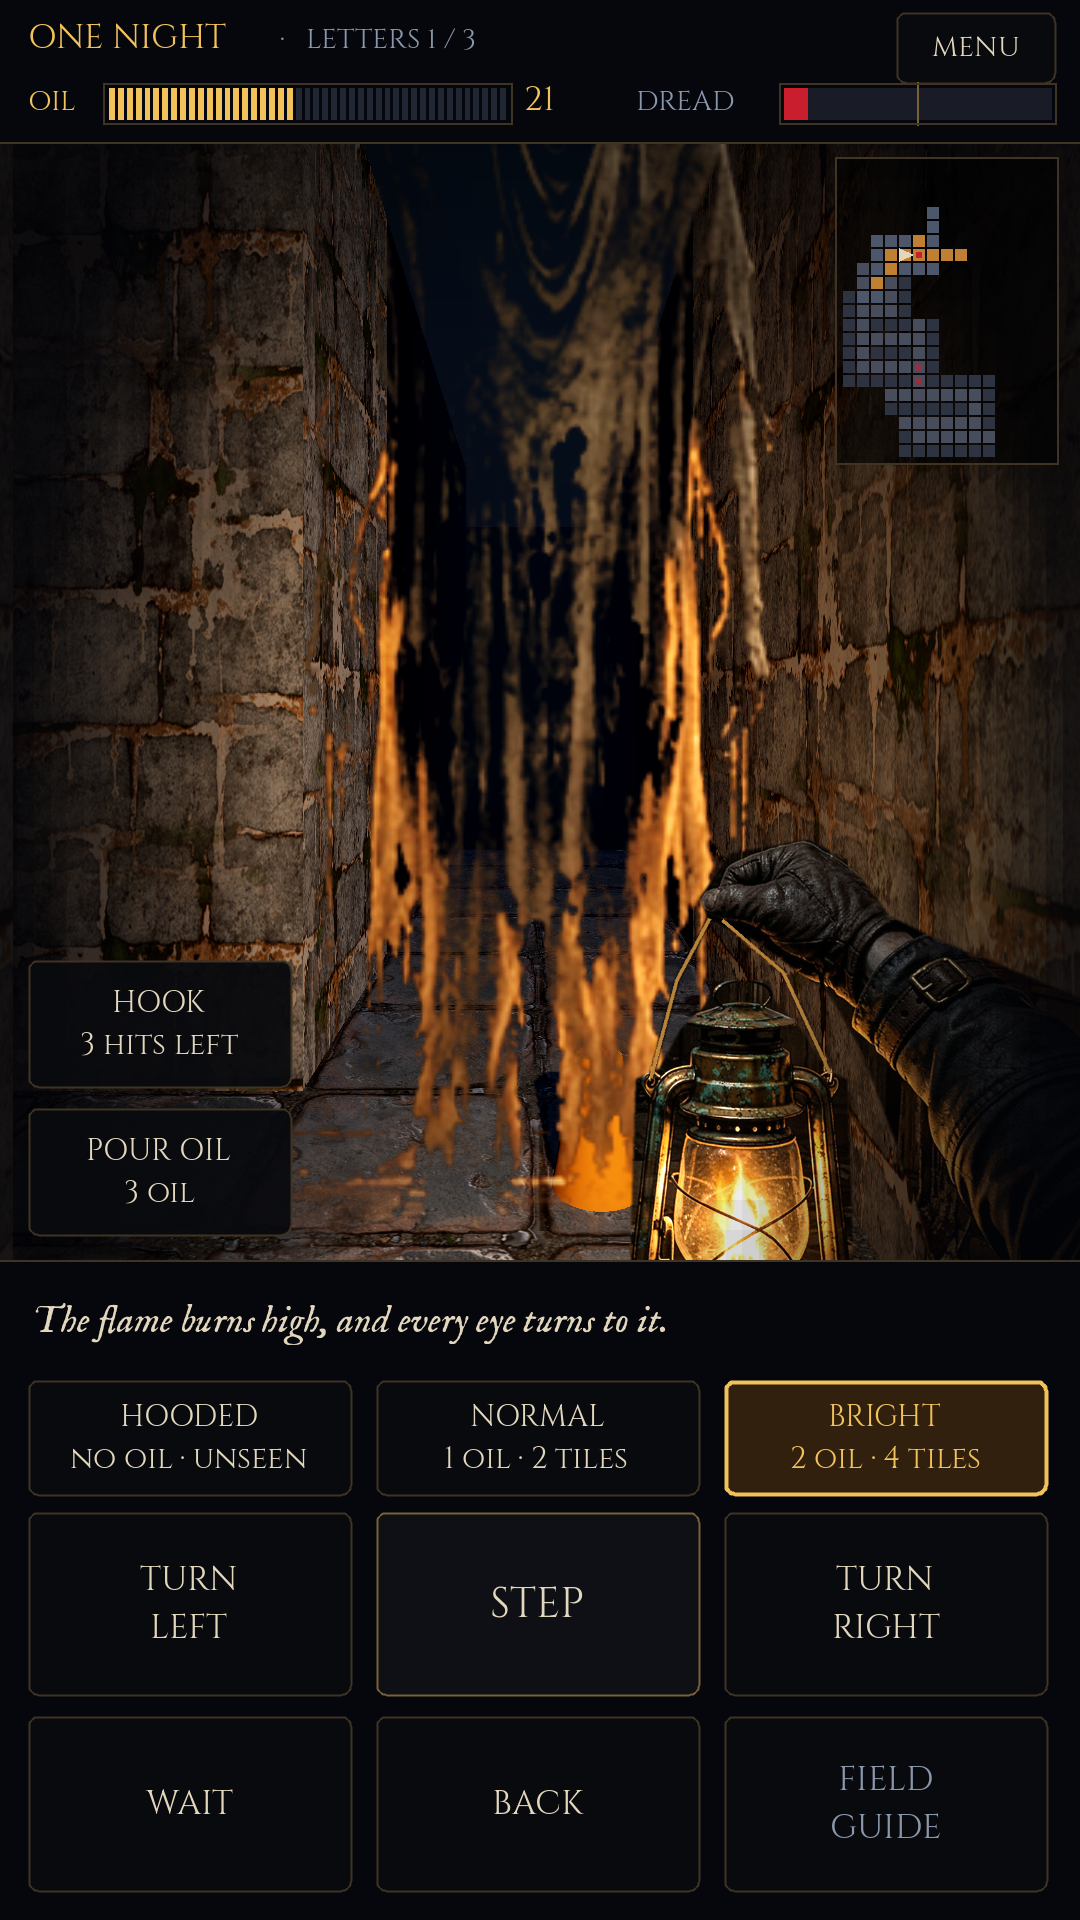 ONE NIGHT · LETTERS 1 / 3
MENU
OIL 21 DREAD
HOOK
3 HITS LEFT
POUR OIL
3 OIL
The flame burns high, and every eye turns to it.
HOODED
NO OIL · UNSEEN
NORMAL
1 OIL · 2 TILES
BRIGHT
2 OIL · 4 TILES
TURN
LEFT
STEP
TURN
RIGHT
WAIT
BACK
FIELD
GUIDE